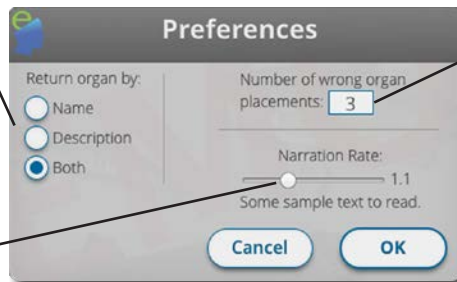 e
Preferences
Return organ by:
Name
Description
Both
Number of wrong organ
placements: 3
Narration Rate:
1.1
Some sample text to read.
Cancel
OK